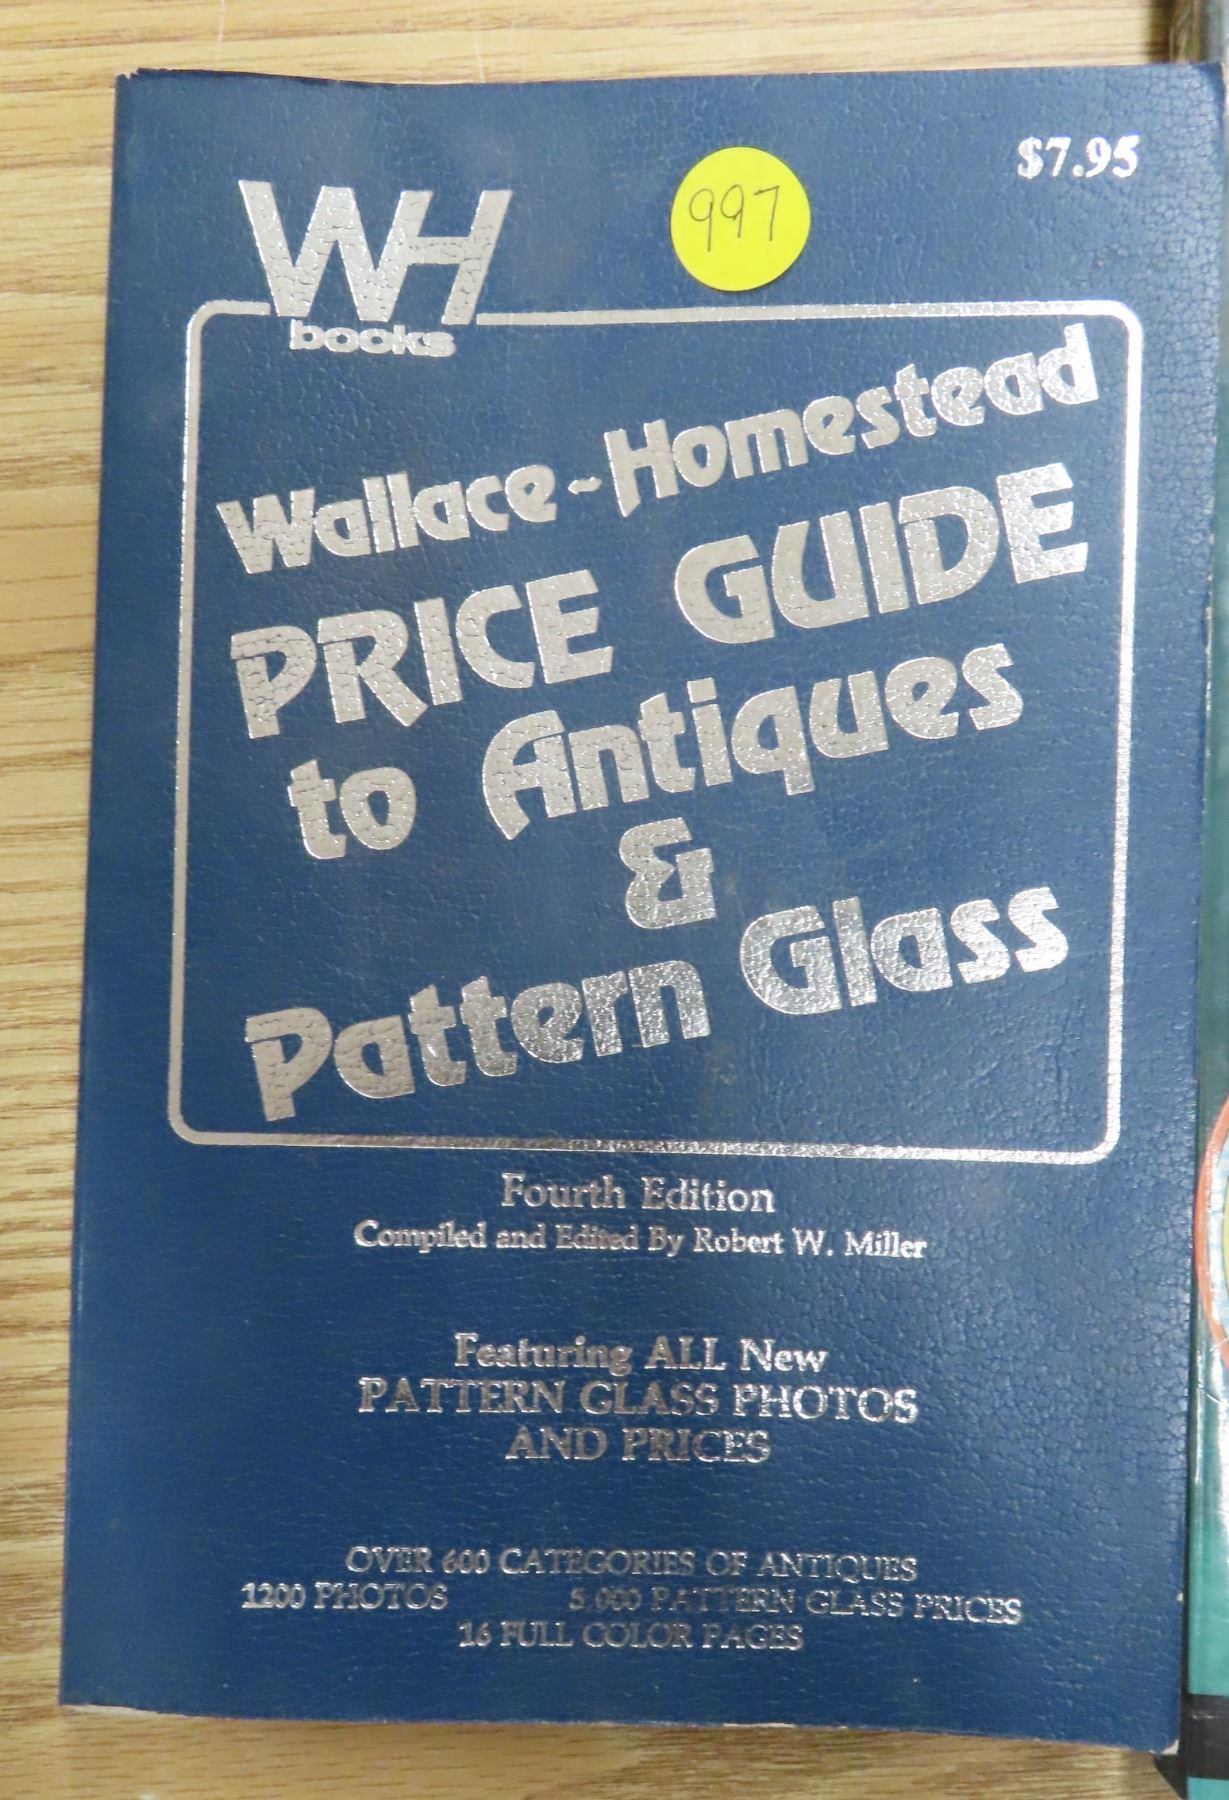 $7.95
997
WH
books
Wallace-Homestead
PRICE GUIDE
to Antiques
&
Pattern Glass
Fourth Edition
Compiled and Edited By Robert W. Miller
Featuring ALL New
PATTERN GLASS PHOTOS
AND PRICES
OVER 600 CATEGORIES OF ANTIQUES
1200 PHOTOS 5,000 PATTERN GLASS PRICES
16 FULL COLOR PAGES